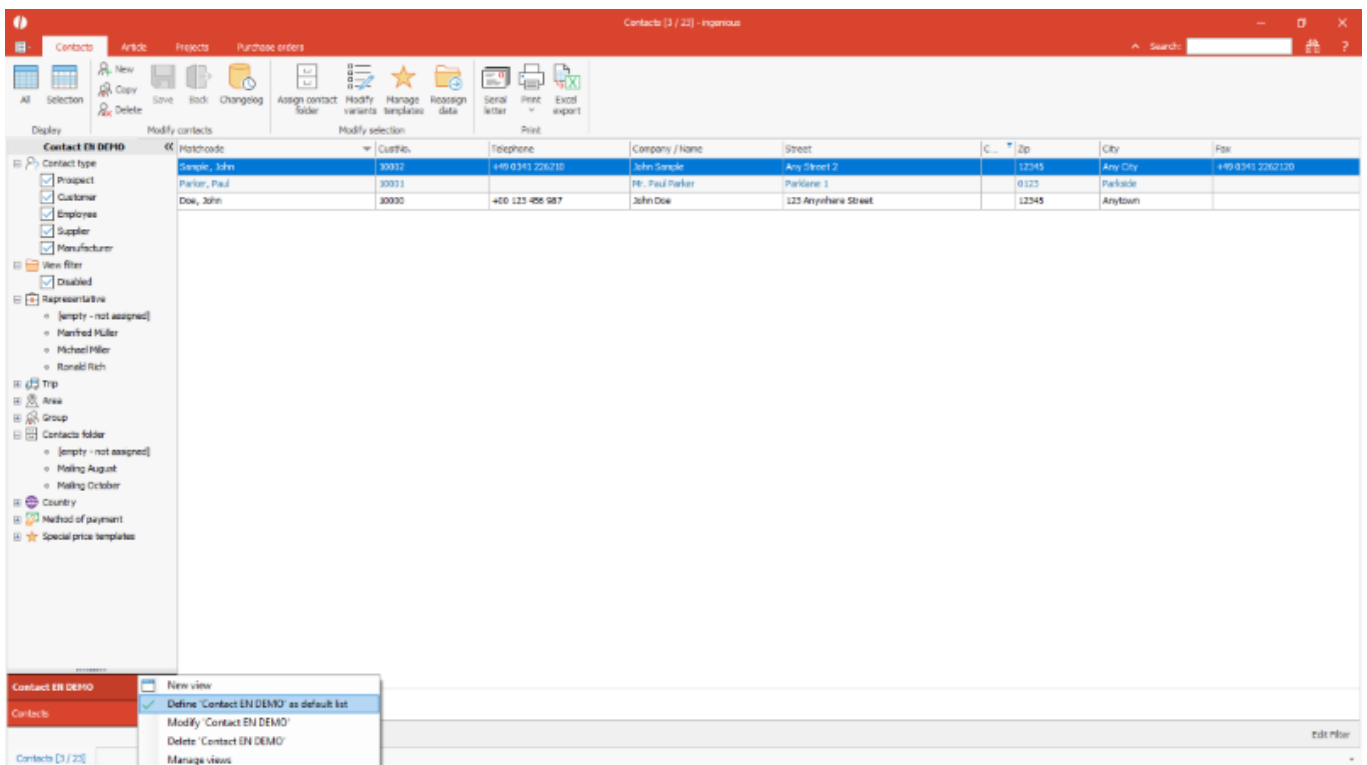 Contacts [3 / 23] - ingenious
Contacts Article Projects Purchase orders Search: ?
All Selection New Copy Delete Save Back Changelog Assign contact folder Modify variants Manage templates Reassign data Serial letter Print Excel export
Display Modify contacts Modify selection Print
Contact EN DEMO
Matchcode CustNo. Telephone Company / Name Street C... Zip City Fax
Sample, John 10002 +49 0341 226210 John Sample Any Street 2 12345 Any City +49 0341 2262120
Parker, Paul 10001 Mr. Paul Parker Parklane 1 0123 Parkside
Doe, John 10000 +00 123 456 987 John Doe 123 Anywhere Street 12345 Anytown
Contact type
Prospect
Customer
Employee
Supplier
Manufacturer
View filter
Disabled
Representative
[empty - not assigned]
Manfred Müller
Michael Miller
Ronald Rich
Trip
Area
Group
Contacts folder
[empty - not assigned]
Mailing August
Mailing October
Country
Method of payment
Special price templates
Contact EN DEMO
Contacts
Contacts [3 / 23]
New view
Define 'Contact EN DEMO' as default list
Modify 'Contact EN DEMO'
Delete 'Contact EN DEMO'
Manage views
Edit Filter